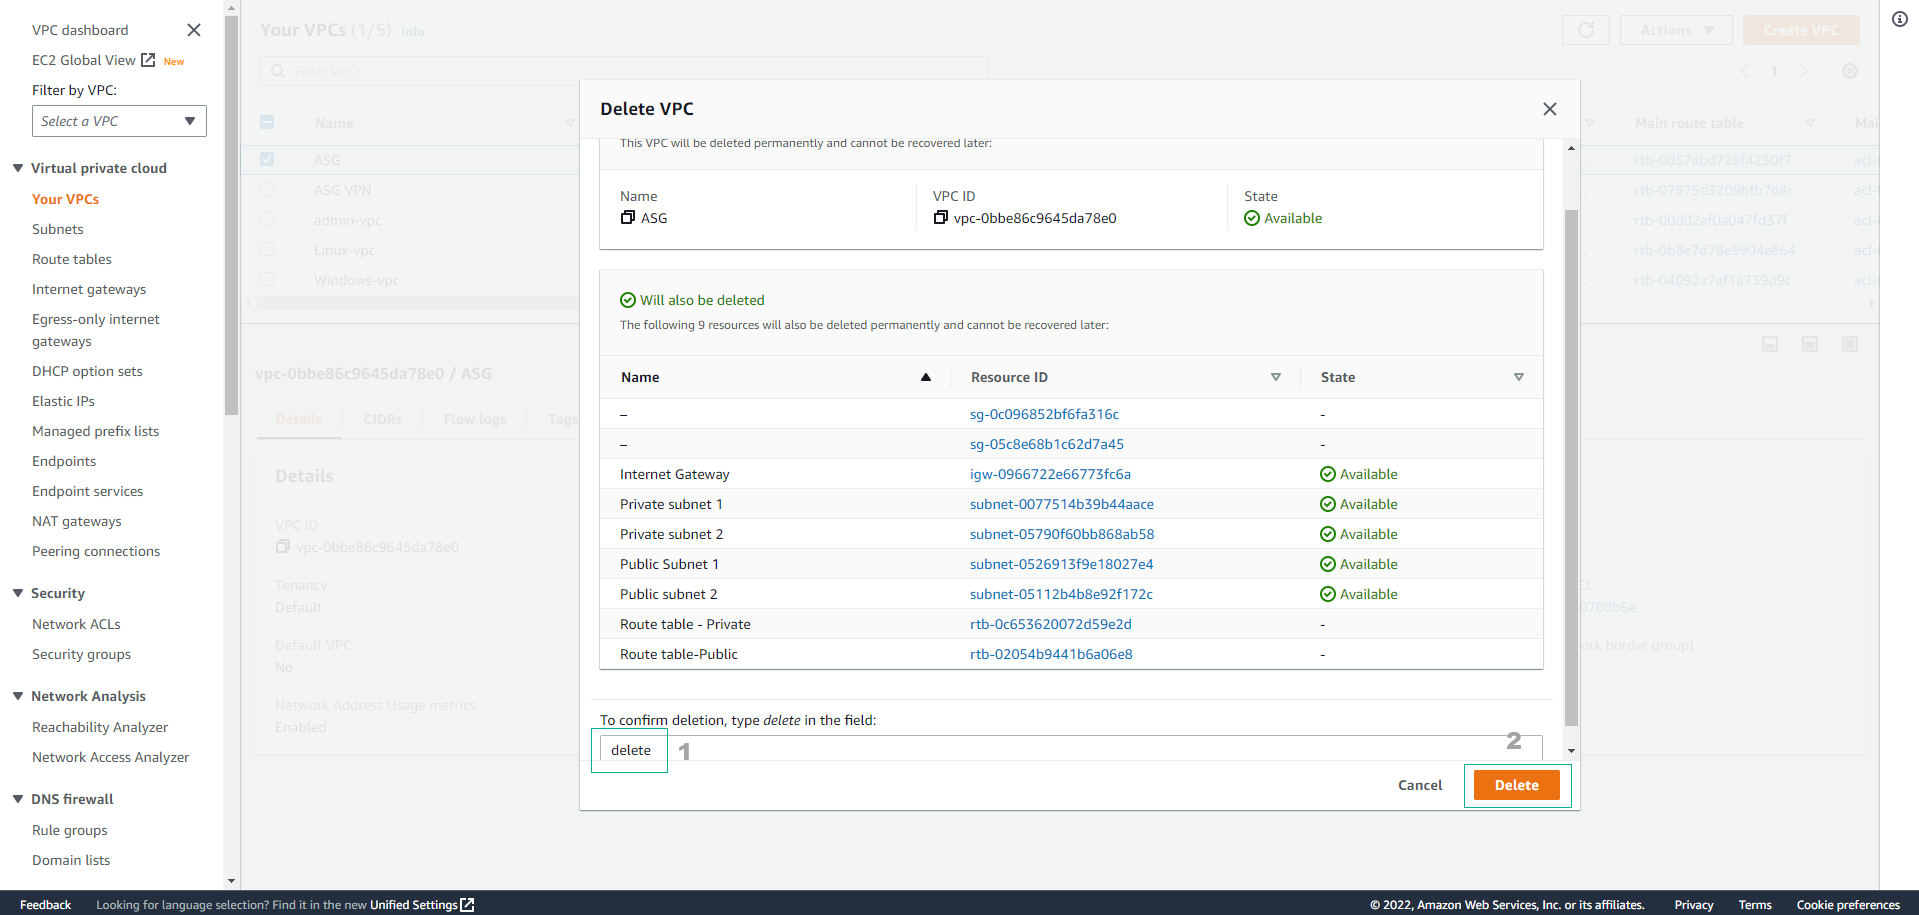 VPC dashboard
EC2 Global View New
Filter by VPC:
Select a VPC
Virtual private cloud
Your VPCs
Subnets
Route tables
Internet gateways
Egress-only internet
gateways
DHCP option sets
Elastic IPs
Managed prefix lists
Endpoints
Endpoint services
NAT gateways
Peering connections
Security
Network ACLs
Security groups
Network Analysis
Reachability Analyzer
Network Access Analyzer
DNS firewall
Rule groups
Domain lists
Your VPCs (1/5) Info
Actions
Create VPC
Filter VPCs
1
Name
Main route table
Mai
ASG
rtb-0d57abd728f4230f7
acl-
ASG VPN
rtb-07875d3209bfb7d8c
acl-
admin-vpc
rtb-00d02af0a047fd37f
acl-
Linux-vpc
rtb-0b8e7d78e9904e864
acl-
Windows-vpc
rtb-04092a7af1a739d9c
acl-
vpc-0bbe86c9645da78e0 / ASG
Details CIDRs Flow logs Tags
Details
VPC ID
vpc-0bbe86c9645da78e0
Tenancy
Default
Default VPC
No
Network Address Usage metrics
Enabled
CL
0708b6e
ork border group)
Delete VPC
This VPC will be deleted permanently and cannot be recovered later:
Name VPC ID State
ASG vpc-0bbe86c9645da78e0 Available
Will also be deleted
The following 9 resources will also be deleted permanently and cannot be recovered later:
Name Resource ID State
– sg-0c096852bf6fa316c -
– sg-05c8e68b1c62d7a45 -
Internet Gateway igw-0966722e66773fc6a Available
Private subnet 1 subnet-0077514b39b44aace Available
Private subnet 2 subnet-05790f60bb868ab58 Available
Public Subnet 1 subnet-0526913f9e18027e4 Available
Public subnet 2 subnet-05112b4b8e92f172c Available
Route table - Private rtb-0c653620072d59e2d -
Route table-Public rtb-02054b9441b6a06e8 -
To confirm deletion, type delete in the field:
delete 1
2
Cancel Delete
Feedback Looking for language selection? Find it in the new Unified Settings © 2022, Amazon Web Services, Inc. or its affiliates. Privacy Terms Cookie preferences